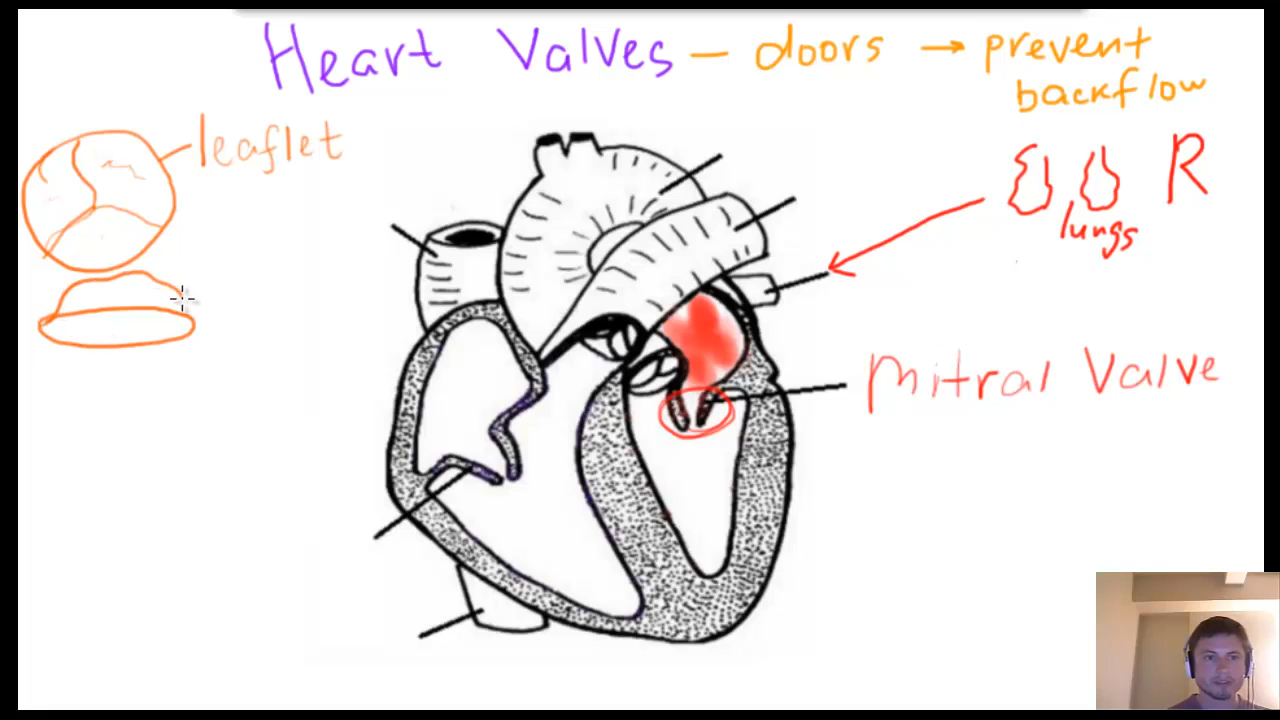 Heart Valves – doors → prevent
backflow
leaflet
R
lungs
Mitral Valve